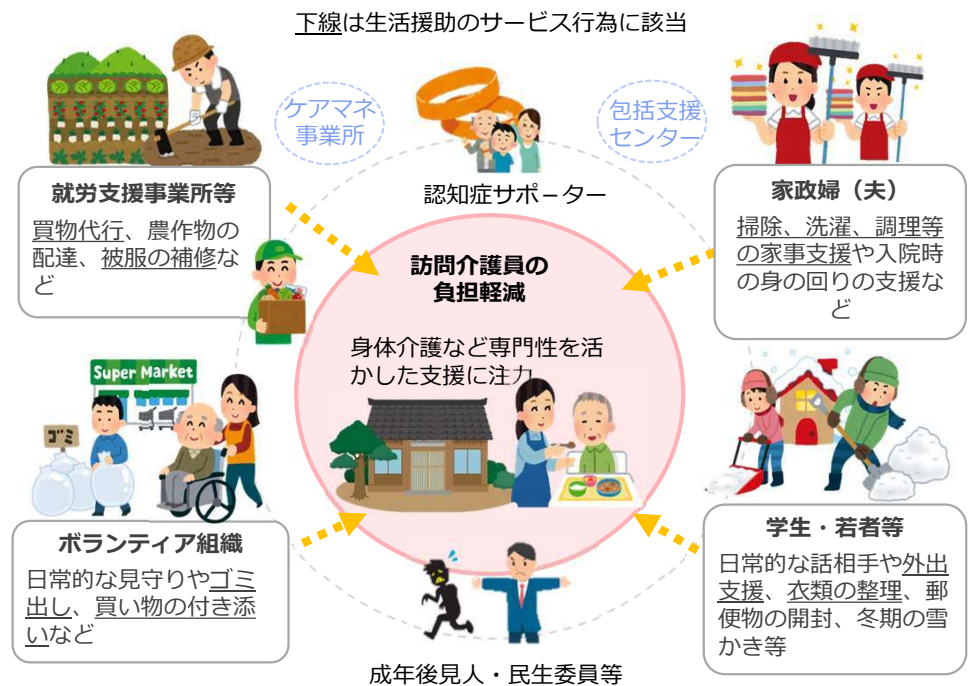 下線は生活援助のサービス行為に該当
ケアマネ
事業所
包括支援
センター
認知症サポーター
就労支援事業所等
買物代行、農作物の
配達、被服の補修な
ど
家政婦（夫）
掃除、洗濯、調理等
の家事支援や入院時
の身の回りの支援な
ど
訪問介護員の
負担軽減
身体介護など専門性を活
かした支援に注力
Super Market
ゴミ
ボランティア組織
日常的な見守りやゴミ
出し、買い物の付き添
いなど
学生・若者等
日常的な話相手や外出
支援、衣類の整理、郵
便物の開封、冬期の雪
かき等
成年後見人・民生委員等